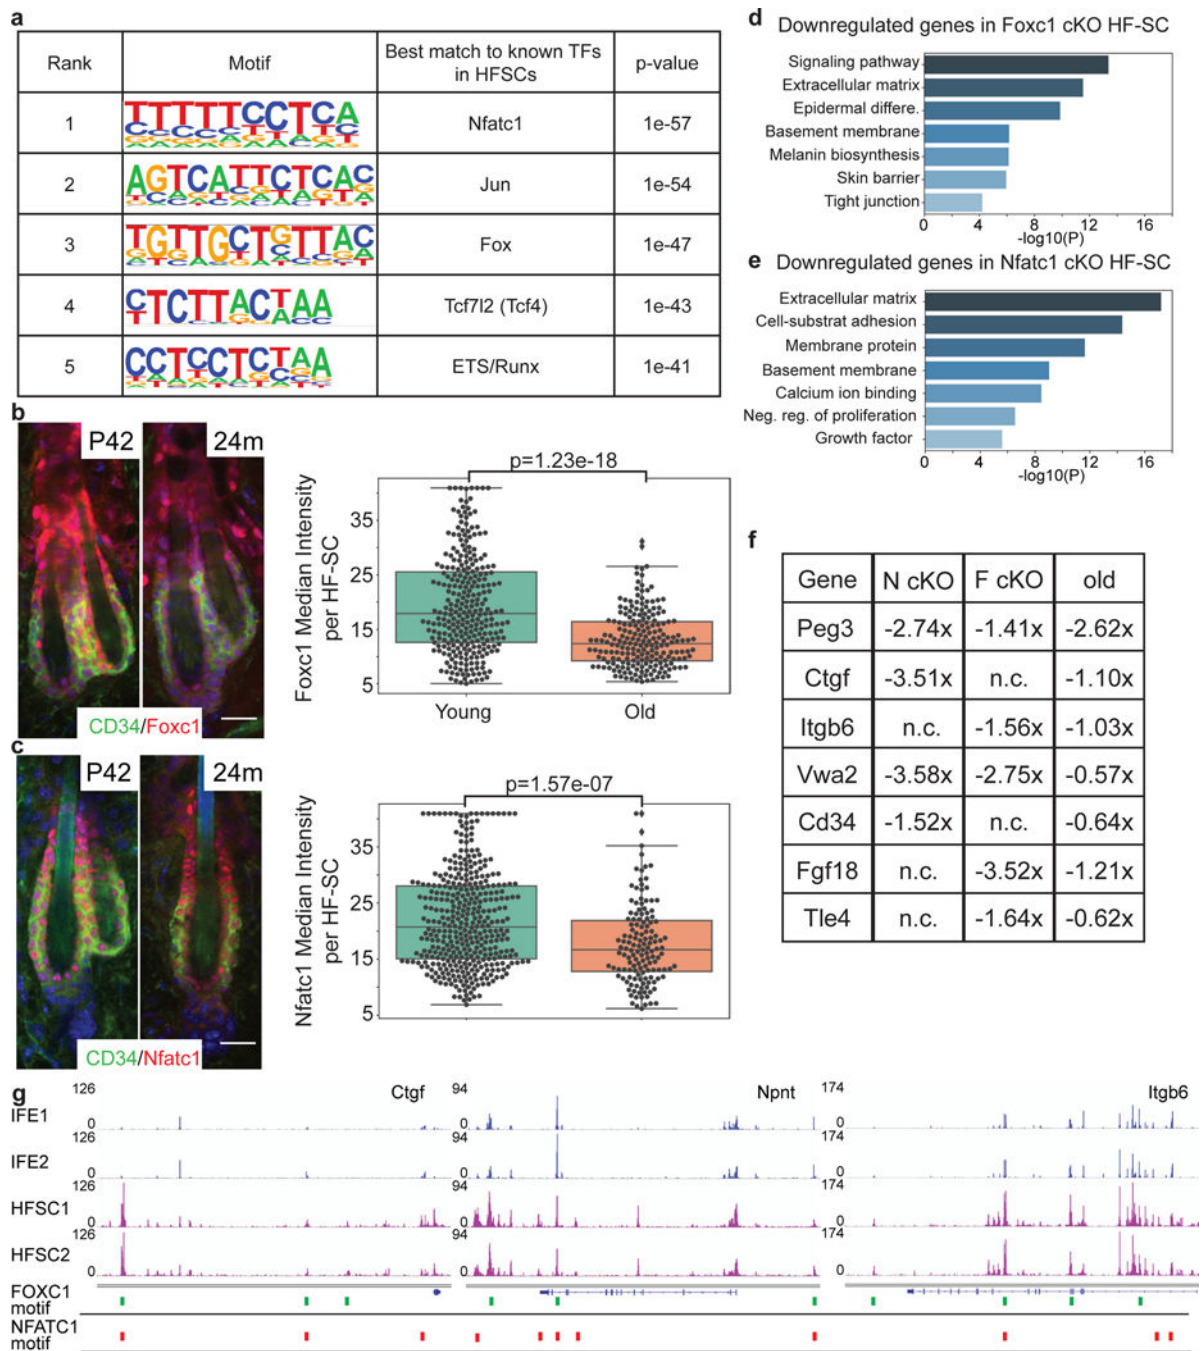 a
Rank Motif Best match to known TFs in HFSCs p-value
1 TTTTTCCTCA Nfatc1 1e-57
2 AGTCATTCTCAC Jun 1e-54
3 TGTTGCTGTTAC Fox 1e-47
4 CTCTTACTAA Tcf7l2 (Tcf4) 1e-43
5 CCTCCTCTAA ETS/Runx 1e-41
b
P42 24m
CD34/Foxc1
p=1.23e-18
Foxc1 Median Intensity
per HF-SC
35
25
15
5
Young Old
c
P42 24m
CD34/Nfatc1
p=1.57e-07
Nfatc1 Median Intensity
per HF-SC
35
25
15
5
d Downregulated genes in Foxc1 cKO HF-SC
Signaling pathway
Extracellular matrix
Epidermal differe.
Basement membrane
Melanin biosynthesis
Skin barrier
Tight junction
0 4 8 12 16
-log10(P)
e Downregulated genes in Nfatc1 cKO HF-SC
Extracellular matrix
Cell-substrat adhesion
Membrane protein
Basement membrane
Calcium ion binding
Neg. reg. of proliferation
Growth factor
0 4 8 12 16
-log10(P)
f
Gene N cKO F cKO old
Peg3 -2.74x -1.41x -2.62x
Ctgf -3.51x n.c. -1.10x
Itgb6 n.c. -1.56x -1.03x
Vwa2 -3.58x -2.75x -0.57x
Cd34 -1.52x n.c. -0.64x
Fgf18 n.c. -3.52x -1.21x
Tle4 n.c. -1.64x -0.62x
g
Ctgf Npnt Itgb6
IFE1 126 0 94 0 174 0
IFE2 126 0 94 0 174 0
HFSC1 126 0 94 0 174 0
HFSC2 126 0 94 0 174 0
FOXC1
motif
NFATC1
motif